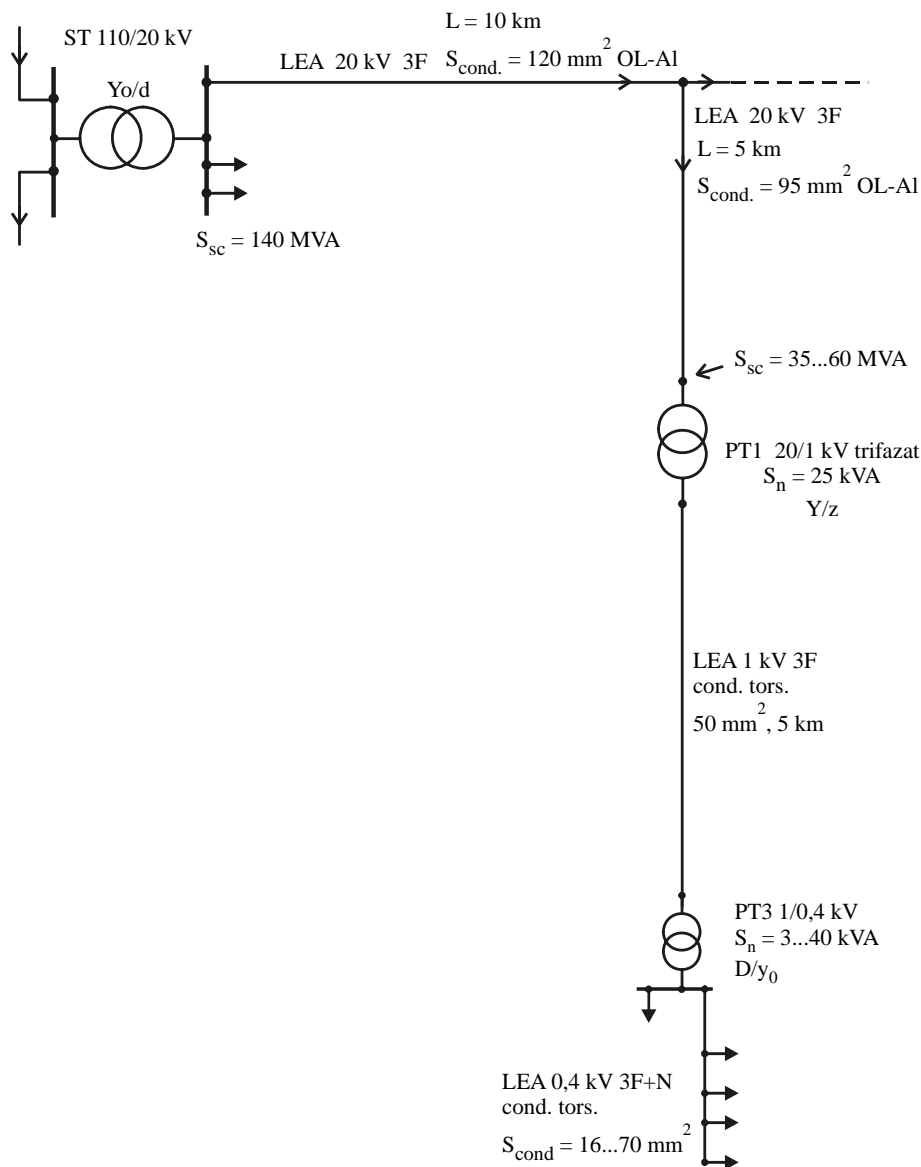 ST 110/20 kV
Yo/d
S_sc = 140 MVA
L = 10 km
LEA 20 kV 3F S_cond. = 120 mm² OL-Al
LEA 20 kV 3F
L = 5 km
S_cond. = 95 mm² OL-Al
S_sc = 35...60 MVA
PT1 20/1 kV trifazat
S_n = 25 kVA
Y/z
LEA 1 kV 3F
cond. tors.
50 mm², 5 km
PT3 1/0,4 kV
S_n = 3...40 kVA
D/y_0
LEA 0,4 kV 3F+N
cond. tors.
S_cond = 16...70 mm²